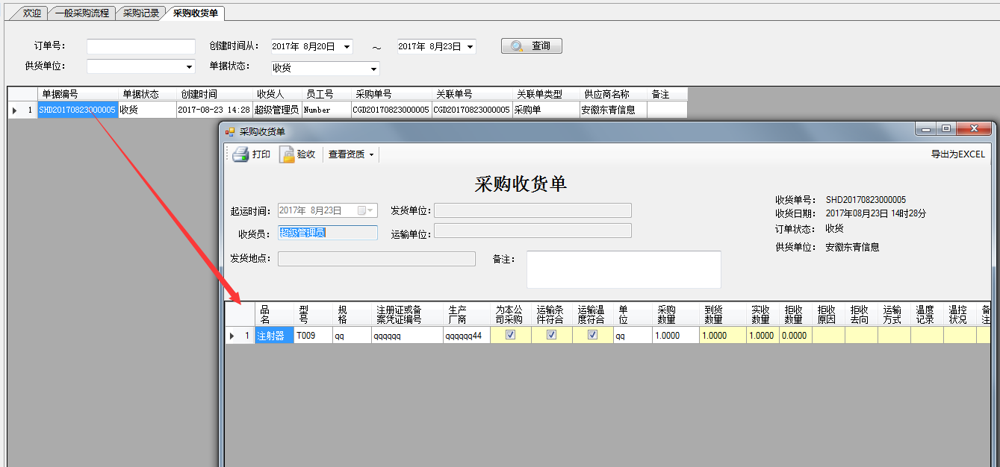 欢迎 一般采购流程 采购记录 采购收货单
订单号： 创建时间从： 2017年 8月20日 ～ 2017年 8月23日 查询
供货单位： 单据状态： 收货
单据编号 单据状态 创建时间 收货人 员工号 采购单号 关联单号 关联单类型 供应商名称 备注
1 SHD20170823000005 收货 2017-08-23 14:28 超级管理员 Number CGD20170823000005 CGD20170823000005 采购单 安徽东青信息
采购收货单
打印 验收 查看资质 导出为EXCEL
采购收货单
起运时间： 2017年 8月23日 发货单位：
收货员： 超级管理员 运输单位：
发货地点： 备注：
收货单号： SHD20170823000005
收货日期： 2017年08月23日 14时28分
订单状态： 收货
供货单位： 安徽东青信息
品名 型号 规格 注册证或备案凭证编号 生产厂商 为本公司采购 运输条件符合 运输温度符合 单位 采购数量 到货数量 实收数量 拒收数量 拒收原因 拒收去向 运输方式 温度记录 温控状况 备注
1 注射器 T009 qq qqqqqq qqqqqq44 qq 1.0000 1.0000 1.0000 0.0000